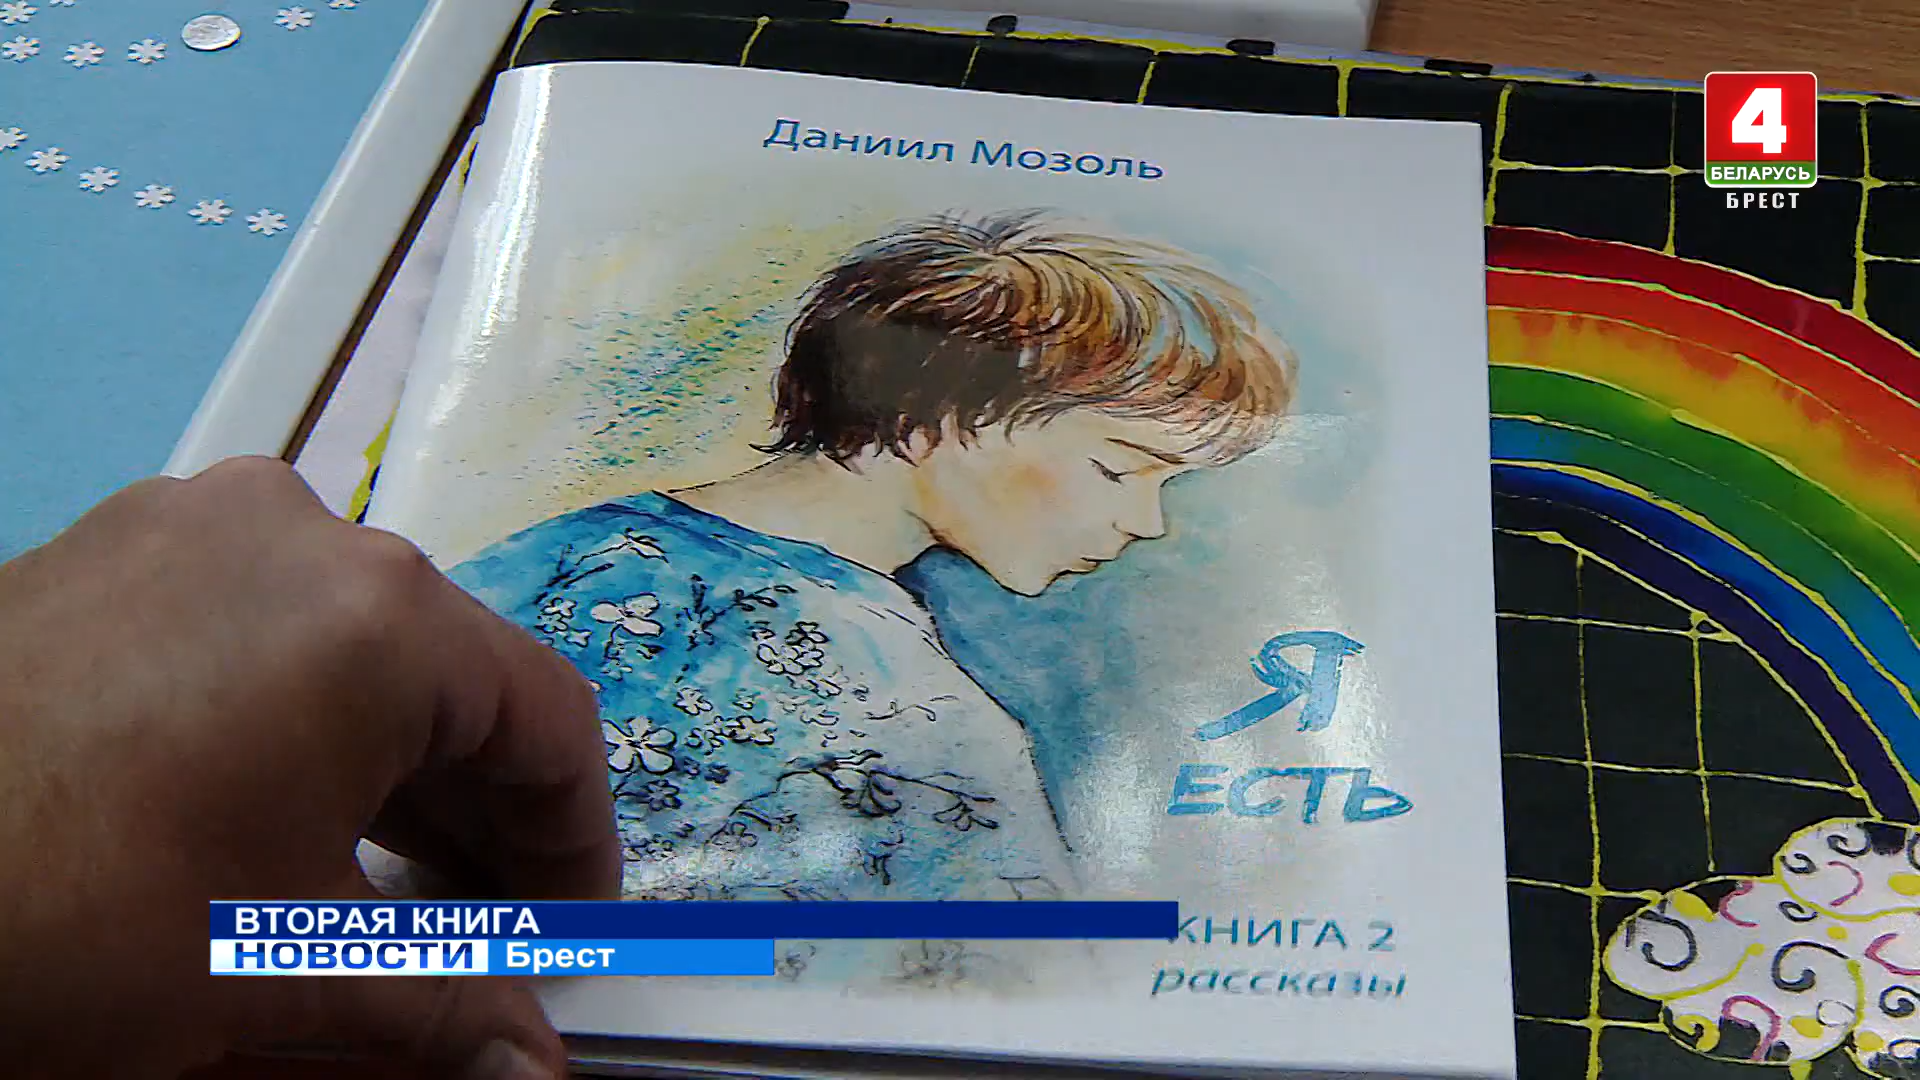 Даниил Мозоль
4
БЕЛАРУСЬ
БРЕСТ
Я
ЕСТЬ
КНИГА 2
рассказы
ВТОРАЯ КНИГА
НОВОСТИ Брест